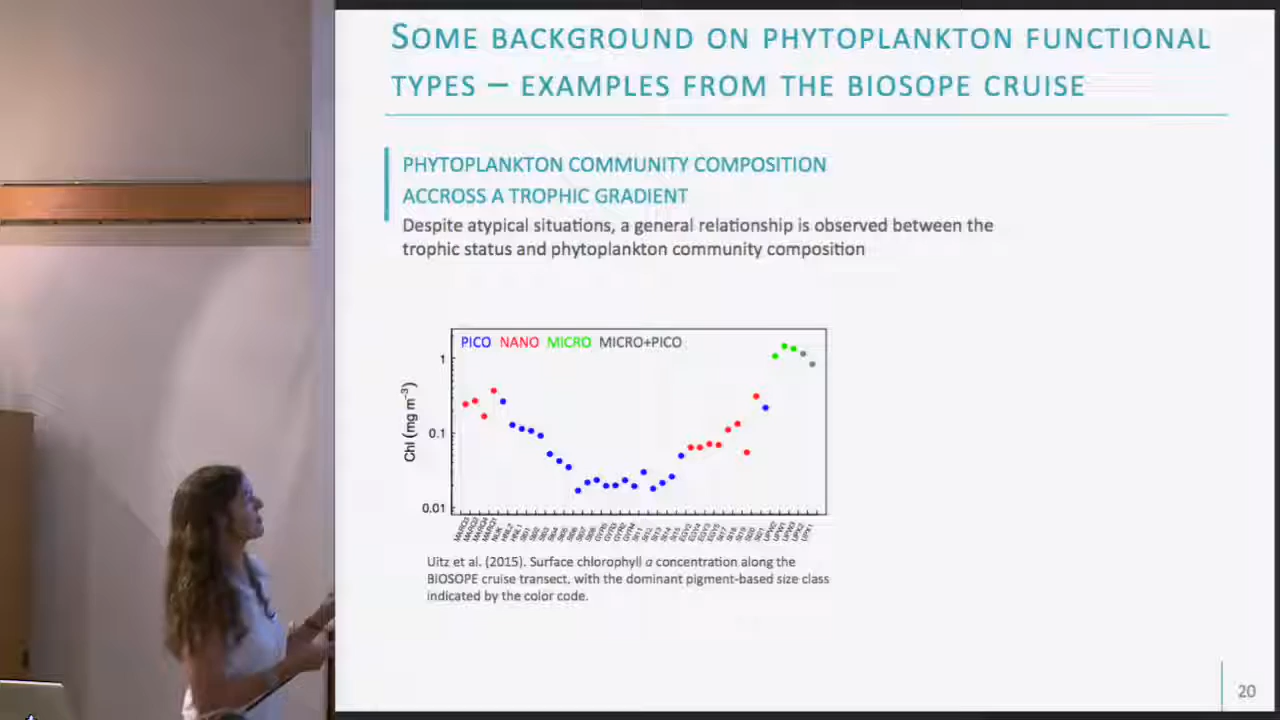 SOME BACKGROUND ON PHYTOPLANKTON FUNCTIONAL
TYPES – EXAMPLES FROM THE BIOSOPE CRUISE
PHYTOPLANKTON COMMUNITY COMPOSITION
ACCROSS A TROPHIC GRADIENT
Despite atypical situations, a general relationship is observed between the
trophic status and phytoplankton community composition
PICO NANO MICRO MICRO+PICO
1
0.1
0.01
Chl (mg m⁻³)
Uitz et al. (2015). Surface chlorophyll a concentration along the
BIOSOPE cruise transect, with the dominant pigment-based size class
indicated by the color code.
20